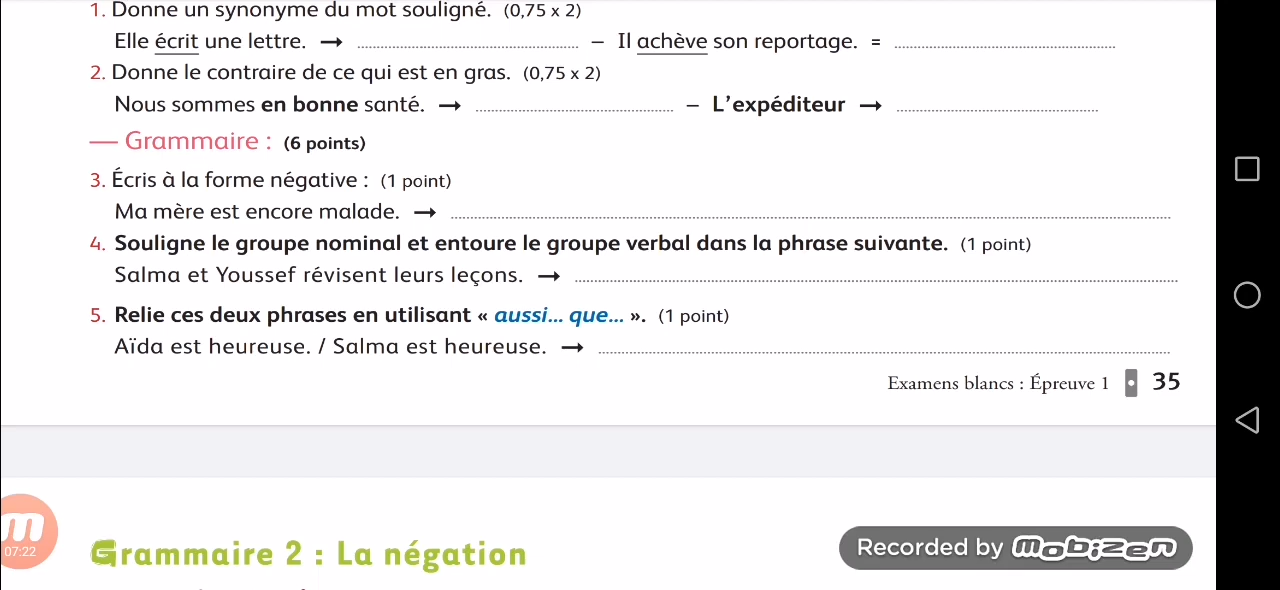 1. Donne un synonyme du mot souligné. (0,75 x 2)
Elle écrit une lettre. → ........................ – Il achève son reportage. = ........................
2. Donne le contraire de ce qui est en gras. (0,75 x 2)
Nous sommes en bonne santé. → ........................ – L'expéditeur → ........................
— Grammaire : (6 points)
3. Écris à la forme négative : (1 point)
Ma mère est encore malade. → ........................
4. Souligne le groupe nominal et entoure le groupe verbal dans la phrase suivante. (1 point)
Salma et Youssef révisent leurs leçons. → ........................
5. Relie ces deux phrases en utilisant « aussi... que... ». (1 point)
Aïda est heureuse. / Salma est heureuse. → ........................
Examens blancs : Épreuve 1 35
07:22
Grammaire 2 : La négation
Recorded by Mobizen